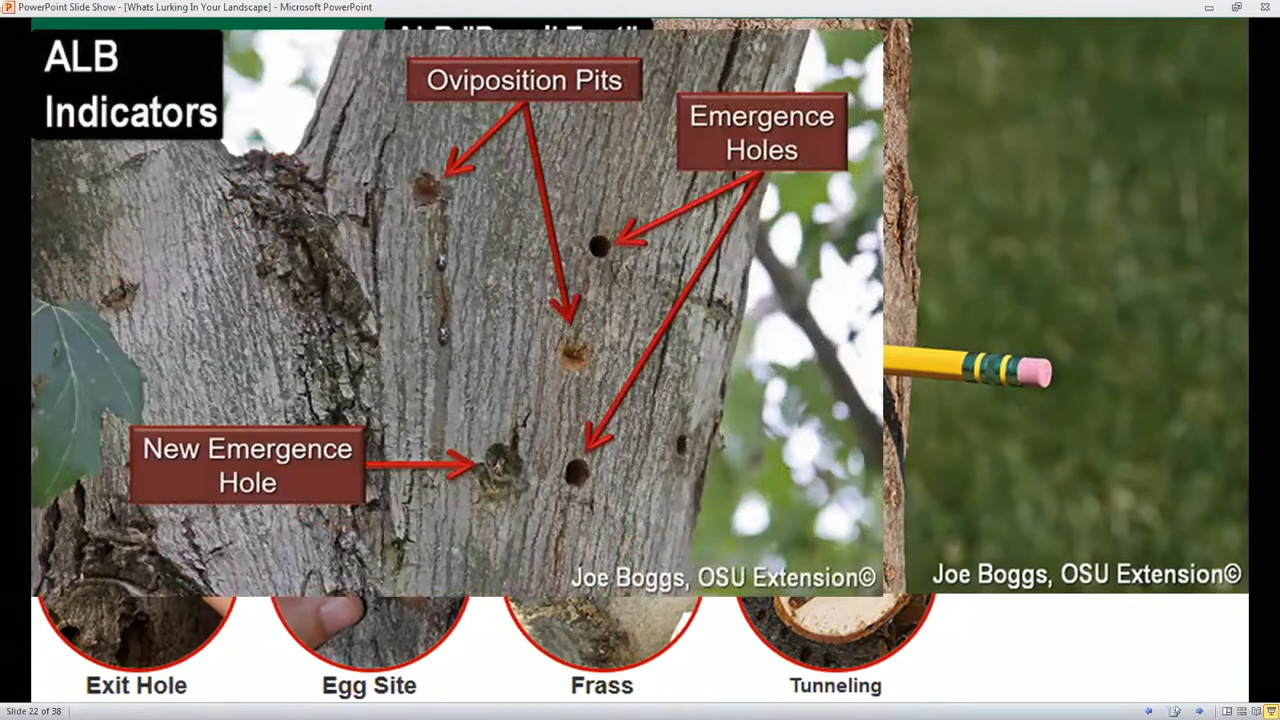 PowerPoint Slide Show - [Whats Lurking In Your Landscape] - Microsoft PowerPoint
ALB
Indicators
Oviposition Pits
Emergence
Holes
New Emergence
Hole
Joe Boggs, OSU Extension©
Joe Boggs, OSU Extension©
Exit Hole
Egg Site
Frass
Tunneling
Slide 22 of 38